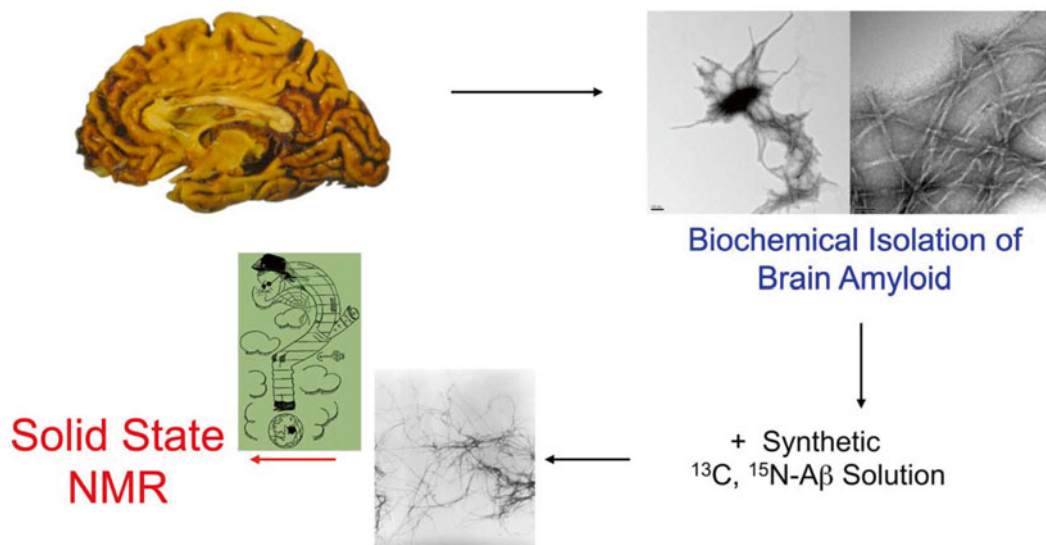 Biochemical Isolation of
Brain Amyloid
+ Synthetic
¹³C, ¹⁵N-Aβ Solution
Solid State
NMR